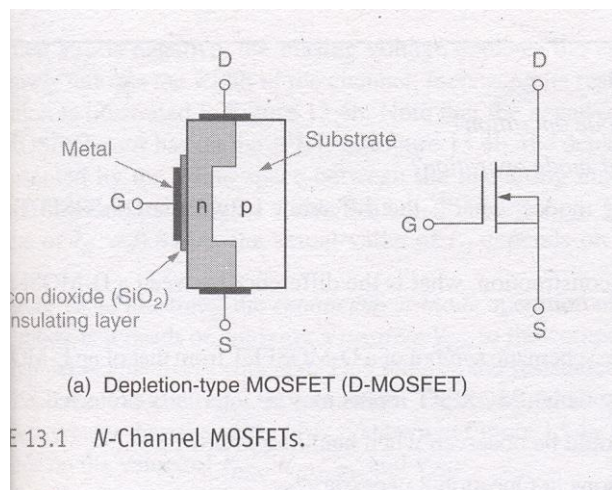 D
D
Metal
Substrate
G
n
p
G
con dioxide (SiO₂)
nsulating layer
S
S
(a) Depletion-type MOSFET (D-MOSFET)
E 13.1 N-Channel MOSFETs.